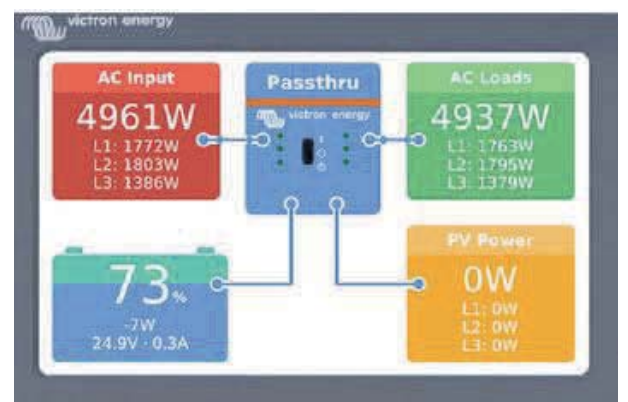 victron energy
AC Input
4961W
L1: 1772W
L2: 1803W
L3: 1386W
Passthru
victron energy
AC Loads
4937W
L1: 1763W
L2: 1795W
L3: 1379W
73%
-7W
24.9V · 0.3A
PV Power
0W
L1: 0W
L2: 0W
L3: 0W